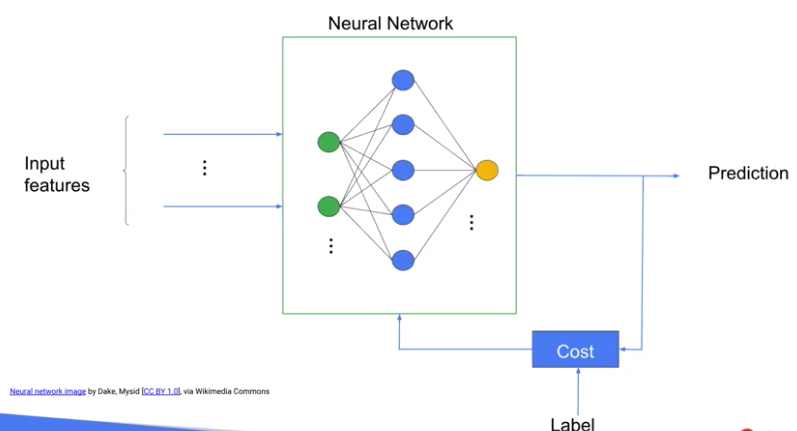 Neural Network
Input
features
Prediction
Cost
Label
Neural network image by Dake, Mysid [CC BY 1.0], via Wikimedia Commons